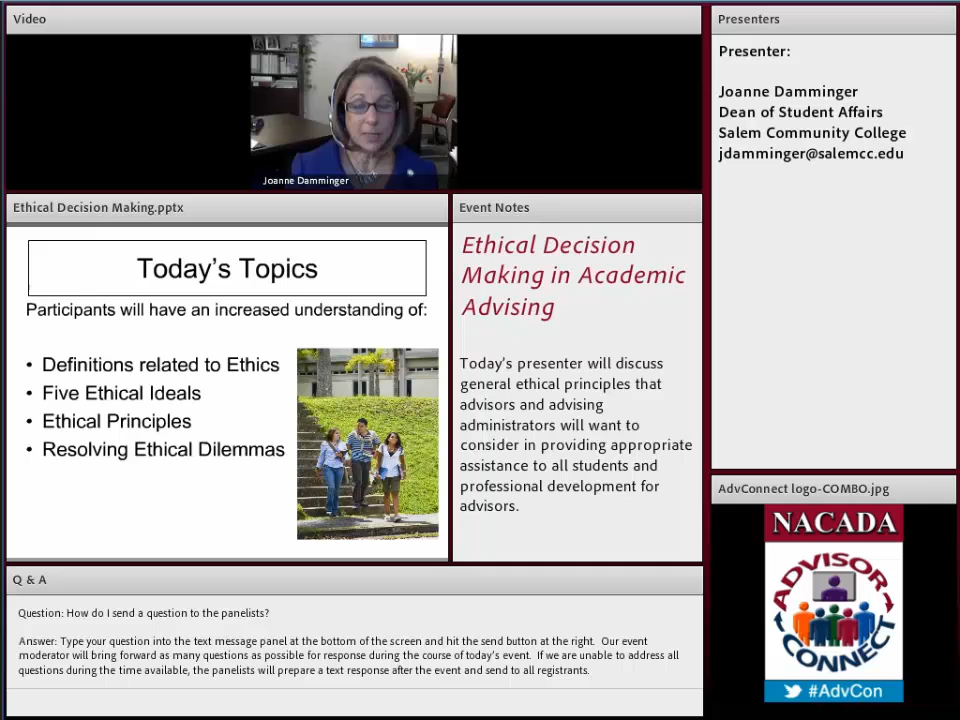 Video
Joanne Damminger
Presenters
Presenter:
Joanne Damminger
Dean of Student Affairs
Salem Community College
jdamminger@salemcc.edu
Ethical Decision Making.pptx
Today's Topics
Participants will have an increased understanding of:
• Definitions related to Ethics
• Five Ethical Ideals
• Ethical Principles
• Resolving Ethical Dilemmas
Event Notes
Ethical Decision
Making in Academic
Advising
Today's presenter will discuss
general ethical principles that
advisors and advising
administrators will want to
consider in providing appropriate
assistance to all students and
professional development for
advisors.
AdvConnect logo-COMBO.jpg
NACADA
ADVISOR
CONNECT
#AdvCon
Q & A
Question: How do I send a question to the panelists?
Answer: Type your question into the text message panel at the bottom of the screen and hit the send button at the right. Our event
moderator will bring forward as many questions as possible for response during the course of today's event. If we are unable to address all
questions during the time available, the panelists will prepare a text response after the event and send to all registrants.